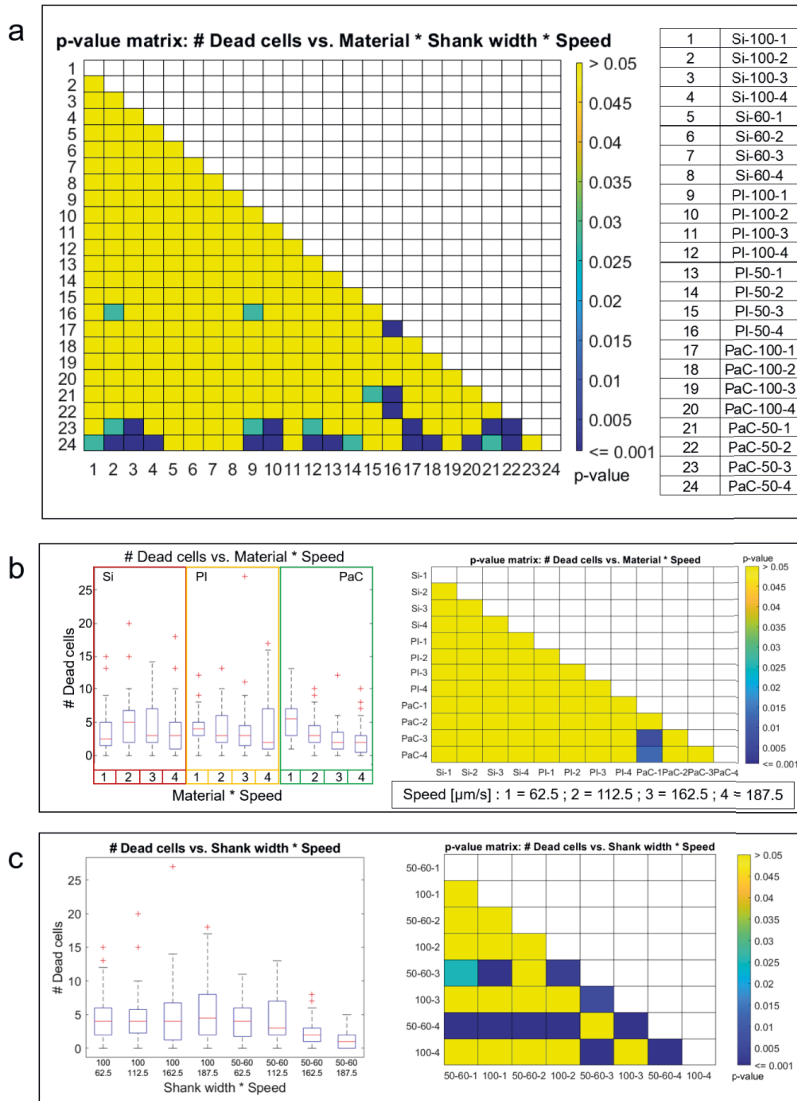 a
p-value matrix: # Dead cells vs. Material * Shank width * Speed
1
2
3
4
5
6
7
8
9
10
11
12
13
14
15
16
17
18
19
20
21
22
23
24
1 2 3 4 5 6 7 8 9 10 11 12 13 14 15 16 17 18 19 20 21 22 23 24
> 0.05
0.04
0.03
0.02
0.01
0.005
<= 0.001
p-value
1 Si-100-1
2 Si-100-2
3 Si-100-3
4 Si-100-4
5 Si-60-1
6 Si-60-2
7 Si-60-3
8 Si-60-4
9 PI-100-1
10 PI-100-2
11 PI-100-3
12 PI-100-4
13 PI-50-1
14 PI-50-2
15 PI-50-3
16 PI-50-4
17 PaC-100-1
18 PaC-100-2
19 PaC-100-3
20 PaC-100-4
21 PaC-50-1
22 PaC-50-2
23 PaC-50-3
24 PaC-50-4
b
# Dead cells vs. Material * Speed
Si PI PaC
25
20
15
10
5
0
# Dead cells
1 2 3 4 1 2 3 4 1 2 3 4
Material * Speed
p-value matrix: # Dead cells vs. Material * Speed
Si-1
Si-2
Si-3
Si-4
PI-1
PI-2
PI-3
PI-4
PaC-1
PaC-2
PaC-3
PaC-4
Si-1 Si-2 Si-3 Si-4 PI-1 PI-2 PI-3 PI-4 PaC-1 PaC-2 PaC-3 PaC-4
p-value
> 0.05
0.045
0.04
0.035
0.03
0.025
0.02
0.015
0.01
0.005
<= 0.001
Speed [µm/s] : 1 = 62.5 ; 2 = 112.5 ; 3 = 162.5 ; 4 = 187.5
c
# Dead cells vs. Shank width * Speed
25
20
15
10
5
0
# Dead cells
100 100 100 100 50-60 50-60 50-60 50-60
62.5 112.5 162.5 187.5 62.5 112.5 162.5 187.5
Shank width * Speed
p-value matrix: # Dead cells vs. Shank width * Speed
50-60-1
100-1
50-60-2
100-2
50-60-3
100-3
50-60-4
100-4
50-60-1 100-1 50-60-2 100-2 50-60-3 100-3 50-60-4 100-4
> 0.05
0.045
0.04
0.035
0.03
0.025
0.02
0.015
0.01
0.005
<= 0.001
p-value